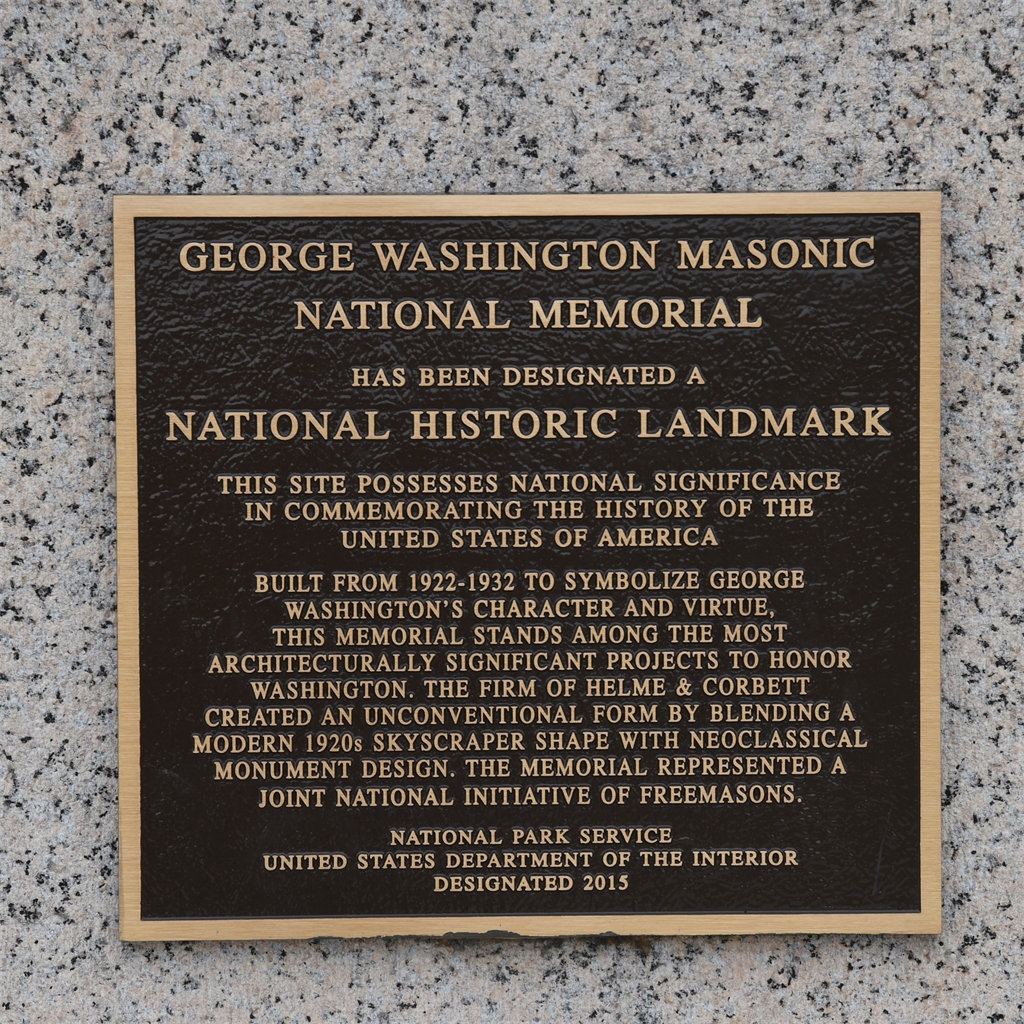 GEORGE WASHINGTON MASONIC
NATIONAL MEMORIAL
HAS BEEN DESIGNATED A
NATIONAL HISTORIC LANDMARK
THIS SITE POSSESSES NATIONAL SIGNIFICANCE
IN COMMEMORATING THE HISTORY OF THE
UNITED STATES OF AMERICA
BUILT FROM 1922-1932 TO SYMBOLIZE GEORGE
WASHINGTON'S CHARACTER AND VIRTUE,
THIS MEMORIAL STANDS AMONG THE MOST
ARCHITECTURALLY SIGNIFICANT PROJECTS TO HONOR
WASHINGTON. THE FIRM OF HELME & CORBETT
CREATED AN UNCONVENTIONAL FORM BY BLENDING A
MODERN 1920s SKYSCRAPER SHAPE WITH NEOCLASSICAL
MONUMENT DESIGN. THE MEMORIAL REPRESENTED A
JOINT NATIONAL INITIATIVE OF FREEMASONS.
NATIONAL PARK SERVICE
UNITED STATES DEPARTMENT OF THE INTERIOR
DESIGNATED 2015